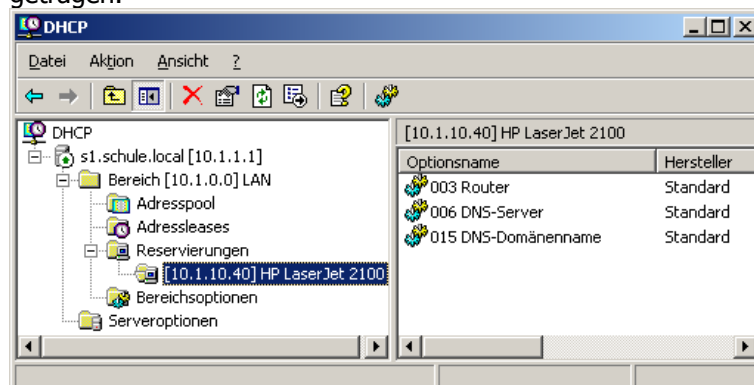 getragen.
DHCP
Datei Aktion Ansicht ?
DHCP
s1.schule.local [10.1.1.1]
Bereich [10.1.0.0] LAN
Adresspool
Adressleases
Reservierungen
[10.1.10.40] HP LaserJet 2100
Bereichsoptionen
Serveroptionen
[10.1.10.40] HP LaserJet 2100
Optionsname Hersteller
003 Router Standard
006 DNS-Server Standard
015 DNS-Domänenname Standard